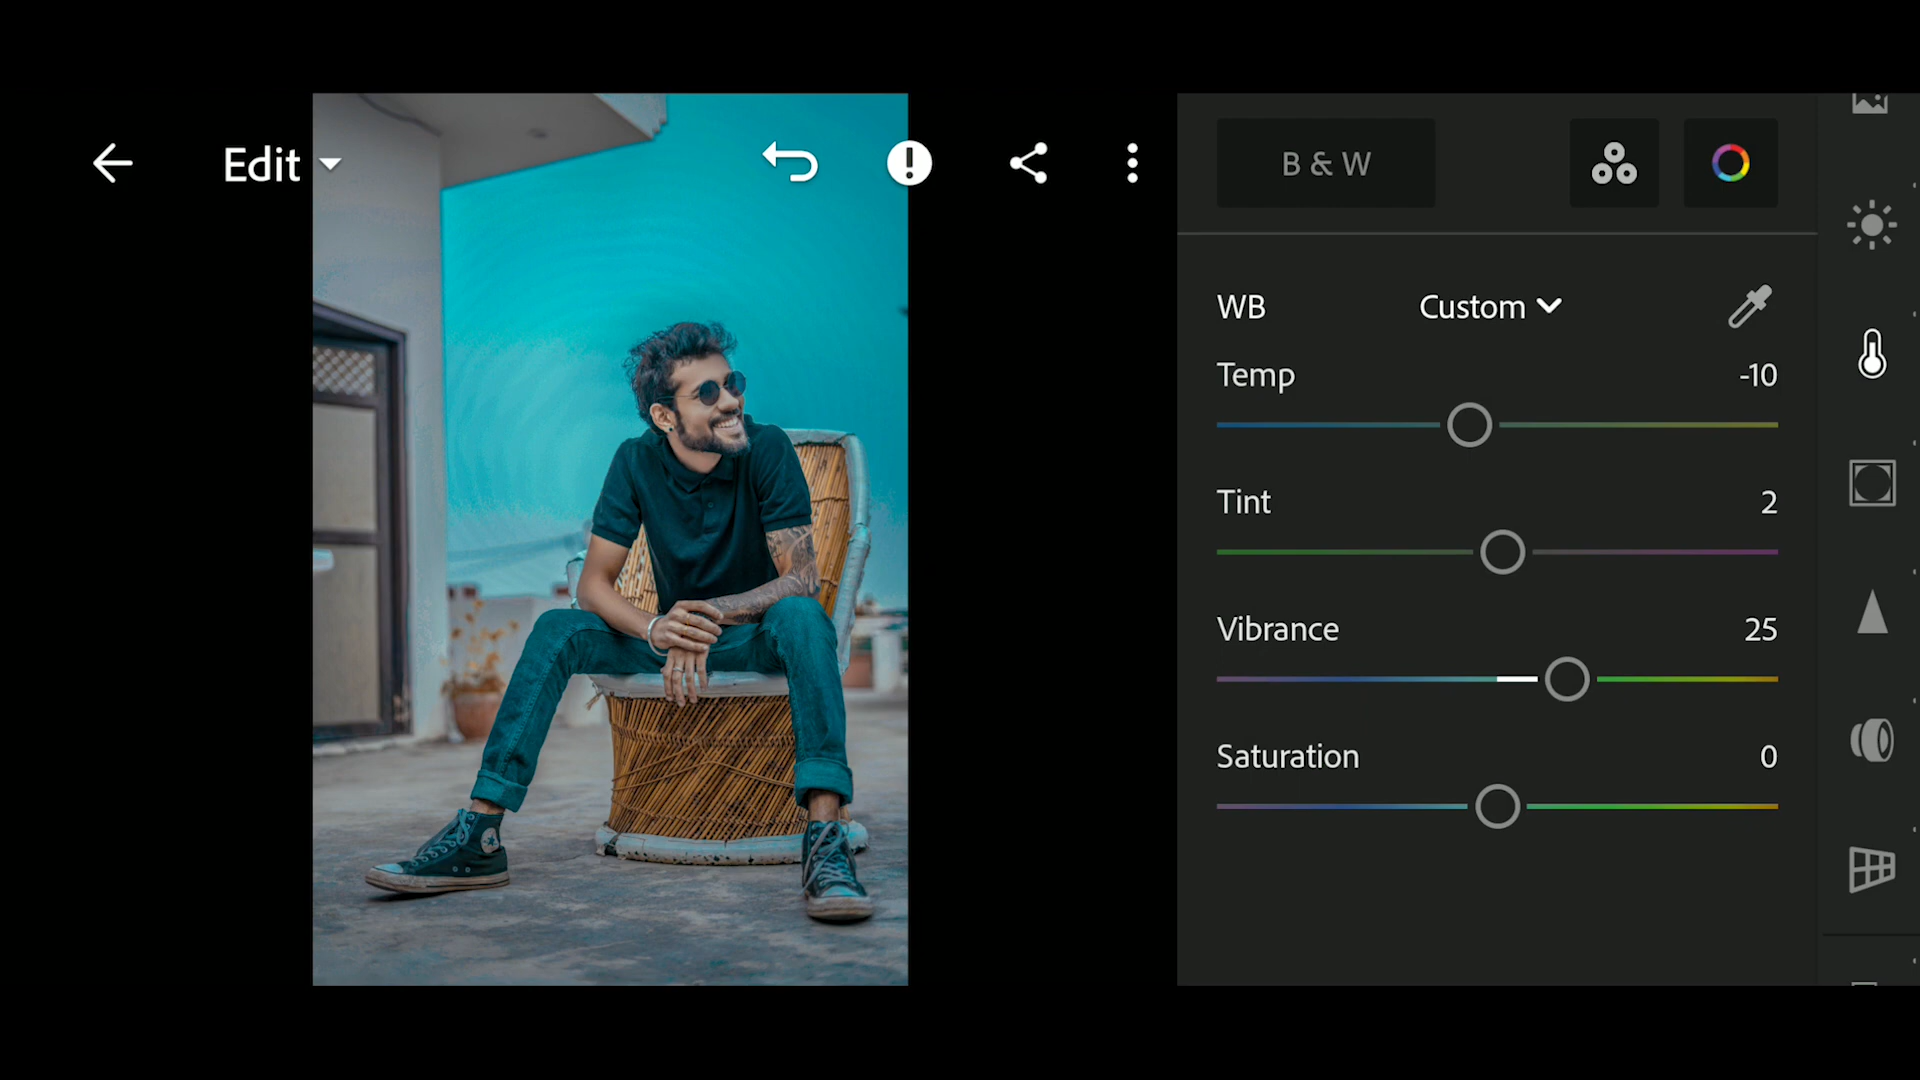 Edit
B & W
WB Custom
Temp -10
Tint 2
Vibrance 25
Saturation 0